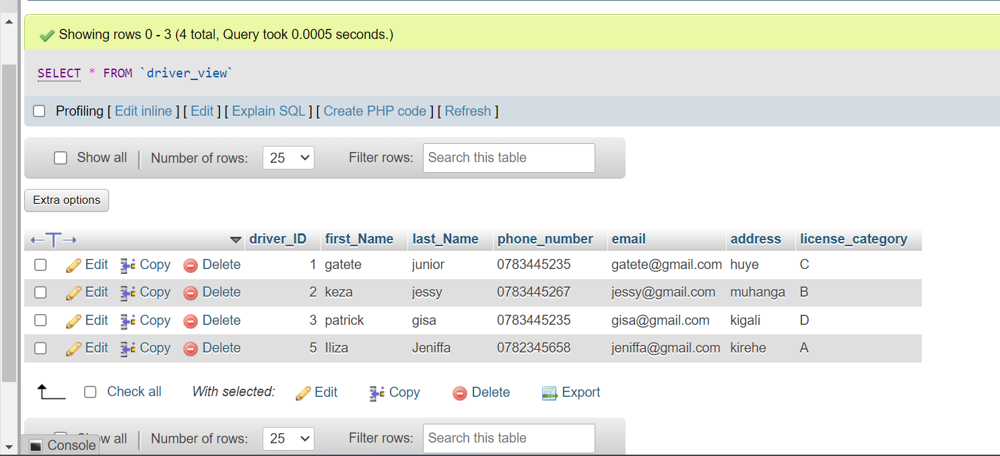 Showing rows 0 - 3 (4 total, Query took 0.0005 seconds.)
SELECT * FROM `driver_view`
Profiling [ Edit inline ] [ Edit ] [ Explain SQL ] [ Create PHP code ] [ Refresh ]
Show all Number of rows: 25 Filter rows: Search this table
Extra options
driver_ID first_Name last_Name phone_number email address license_category
Edit Copy Delete 1 gatete junior 0783445235 gatete@gmail.com huye C
Edit Copy Delete 2 keza jessy 0783445267 jessy@gmail.com muhanga B
Edit Copy Delete 3 patrick gisa 0783445235 gisa@gmail.com kigali D
Edit Copy Delete 5 Iliza Jeniffa 0782345658 jeniffa@gmail.com kirehe A
Check all With selected: Edit Copy Delete Export
Show all Number of rows: 25 Filter rows: Search this table
Console